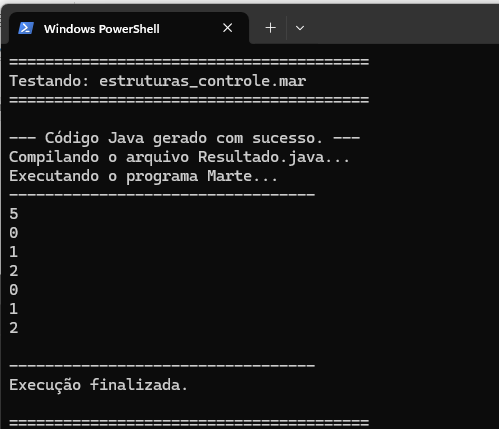 Windows PowerShell
========================================
Testando: estruturas_controle.mar
========================================
--- Código Java gerado com sucesso. ---
Compilando o arquivo Resultado.java...
Executando o programa Marte...
----------------------------------
5
0
1
2
0
1
2
----------------------------------
Execução finalizada.
========================================